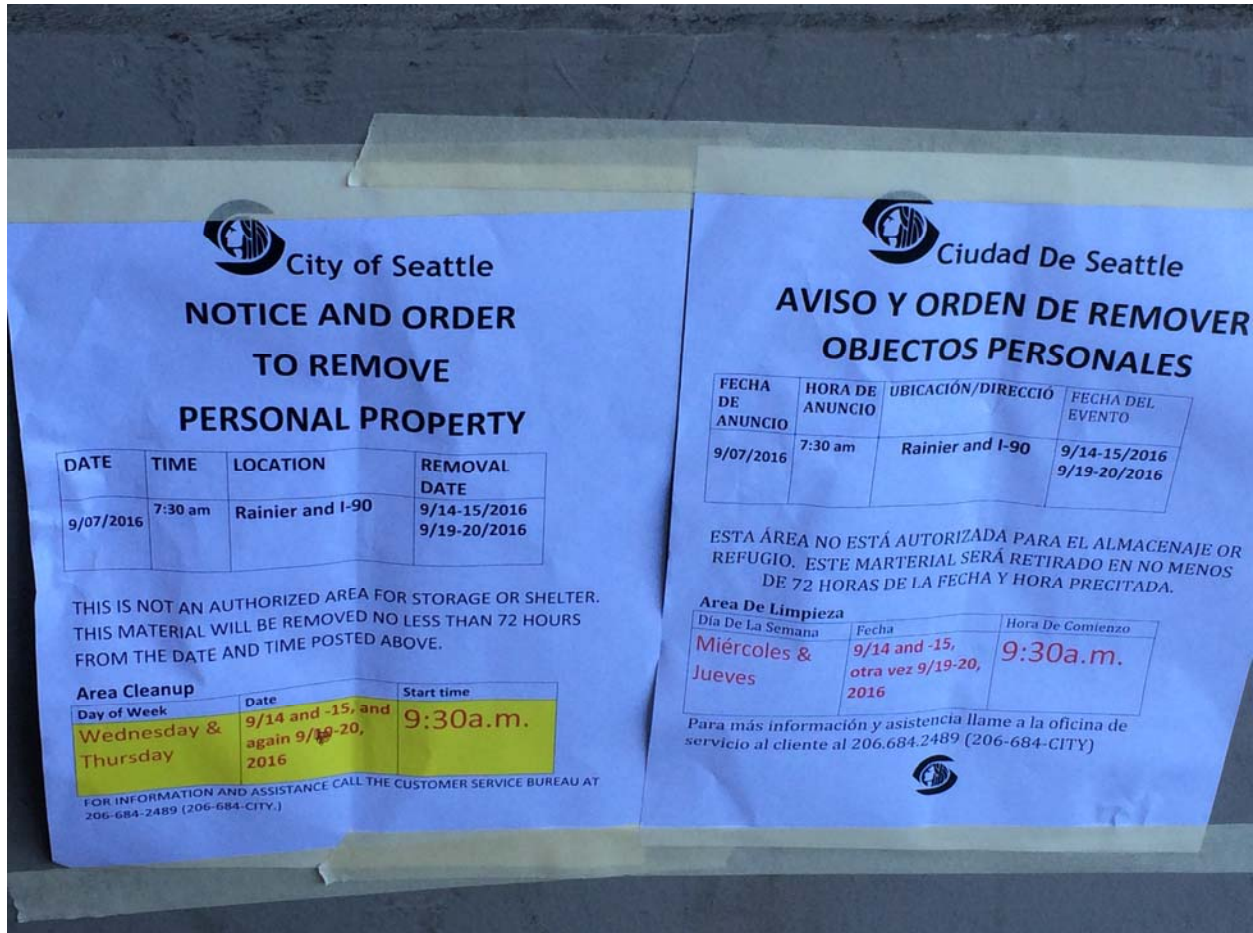 City of Seattle
NOTICE AND ORDER
TO REMOVE
PERSONAL PROPERTY
DATE TIME LOCATION REMOVAL
DATE
9/07/2016 7:30 am Rainier and I-90 9/14-15/2016
9/19-20/2016
THIS IS NOT AN AUTHORIZED AREA FOR STORAGE OR SHELTER.
THIS MATERIAL WILL BE REMOVED NO LESS THAN 72 HOURS
FROM THE DATE AND TIME POSTED ABOVE.
Area Cleanup
Day of Week Date Start time
Wednesday & 9/14 and -15, and 9:30a.m.
Thursday again 9/19-20,
2016
FOR INFORMATION AND ASSISTANCE CALL THE CUSTOMER SERVICE BUREAU AT
206-684-2489 (206-684-CITY.)
Ciudad De Seattle
AVISO Y ORDEN DE REMOVER
OBJECTOS PERSONALES
FECHA HORA DE UBICACIÓN/DIRECCIÓ FECHA DEL
DE ANUNCIO EVENTO
ANUNCIO
9/07/2016 7:30 am Rainier and I-90 9/14-15/2016
9/19-20/2016
ESTA ÁREA NO ESTÁ AUTORIZADA PARA EL ALMACENAJE OR
REFUGIO. ESTE MARTERIAL SERÁ RETIRADO EN NO MENOS
DE 72 HORAS DE LA FECHA Y HORA PRECITADA.
Area De Limpieza
Día De La Semana Fecha Hora De Comienzo
Miércoles & 9/14 and -15, 9:30a.m.
Jueves otra vez 9/19-20,
2016
Para más información y asistencia llame a la oficina de
servicio al cliente al 206.684.2489 (206-684-CITY)